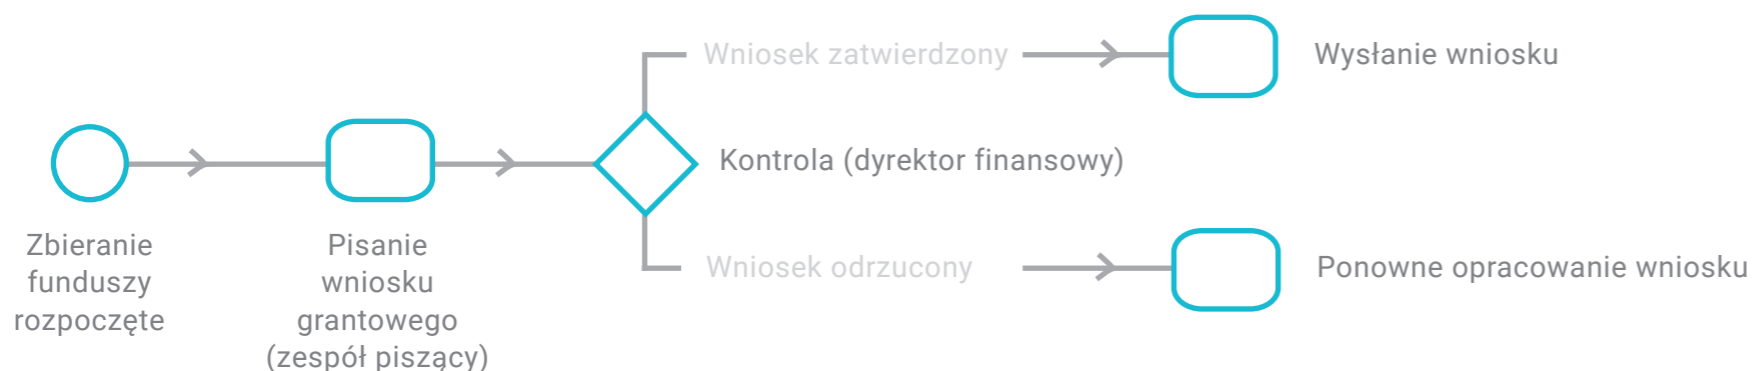 Wniosek zatwierdzony
Wysłanie wniosku
Kontrola (dyrektor finansowy)
Zbieranie
funduszy
rozpoczęte
Pisanie
wniosku
grantowego
(zespół piszący)
Wniosek odrzucony
Ponowne opracowanie wniosku